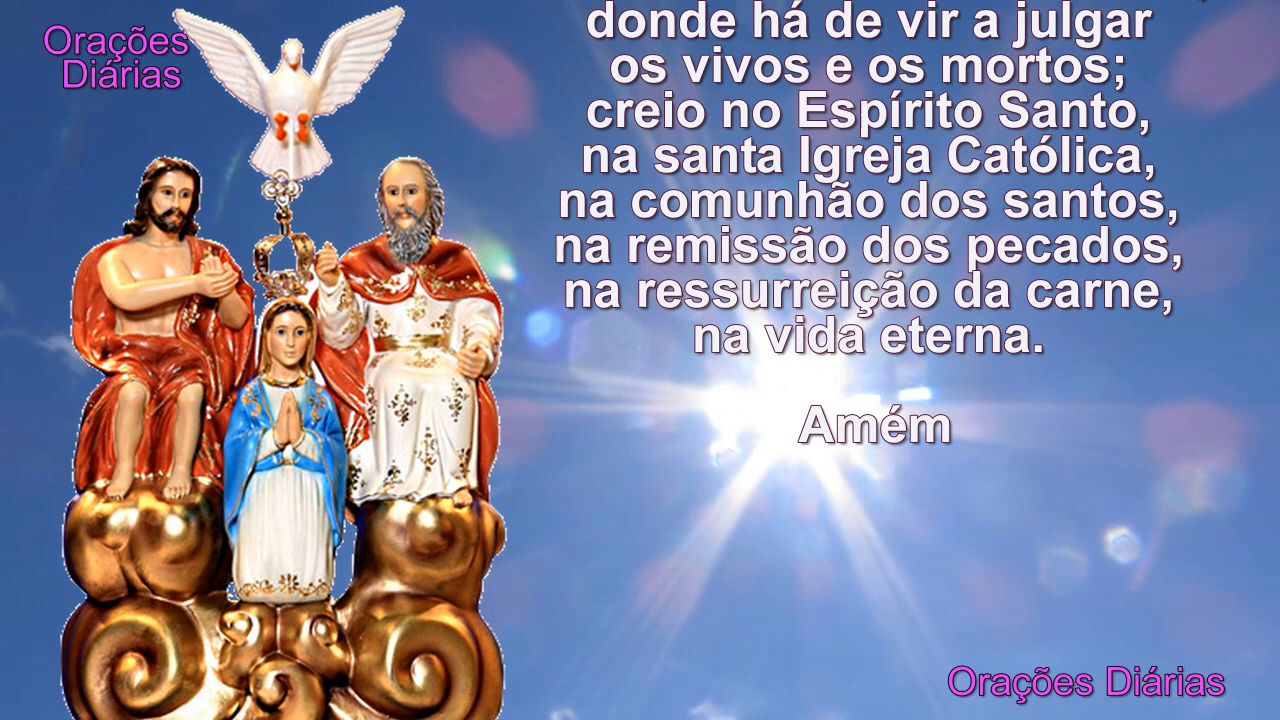 Orações
Diárias
donde há de vir a julgar
os vivos e os mortos;
creio no Espírito Santo,
na santa Igreja Católica,
na comunhão dos santos,
na remissão dos pecados,
na ressurreição da carne,
na vida eterna.
Amém
Orações Diárias